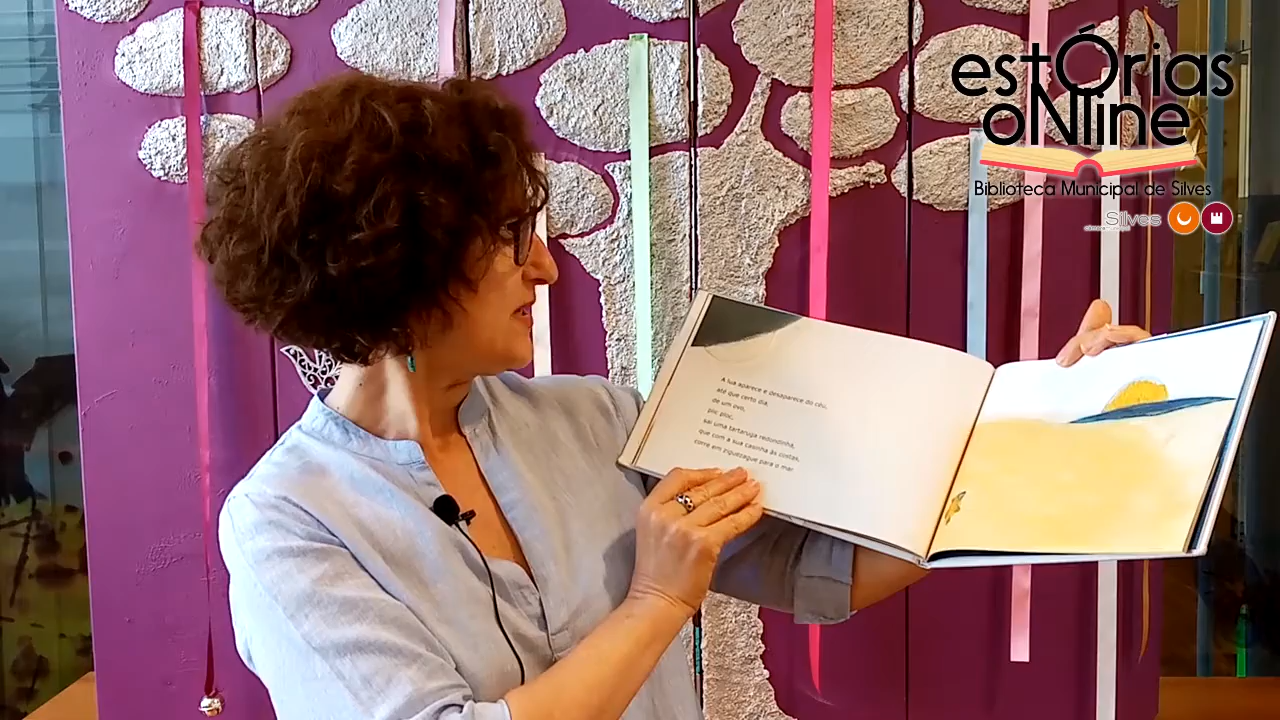 estÓrias
oNline
Biblioteca Municipal de Silves
Silves
A lua aparece e desaparece do céu,
até que certo dia,
de um ovo,
plic ploc,
sai uma tartaruga redondinha,
que com a sua casinha às costas,
corre em ziguezague para o mar